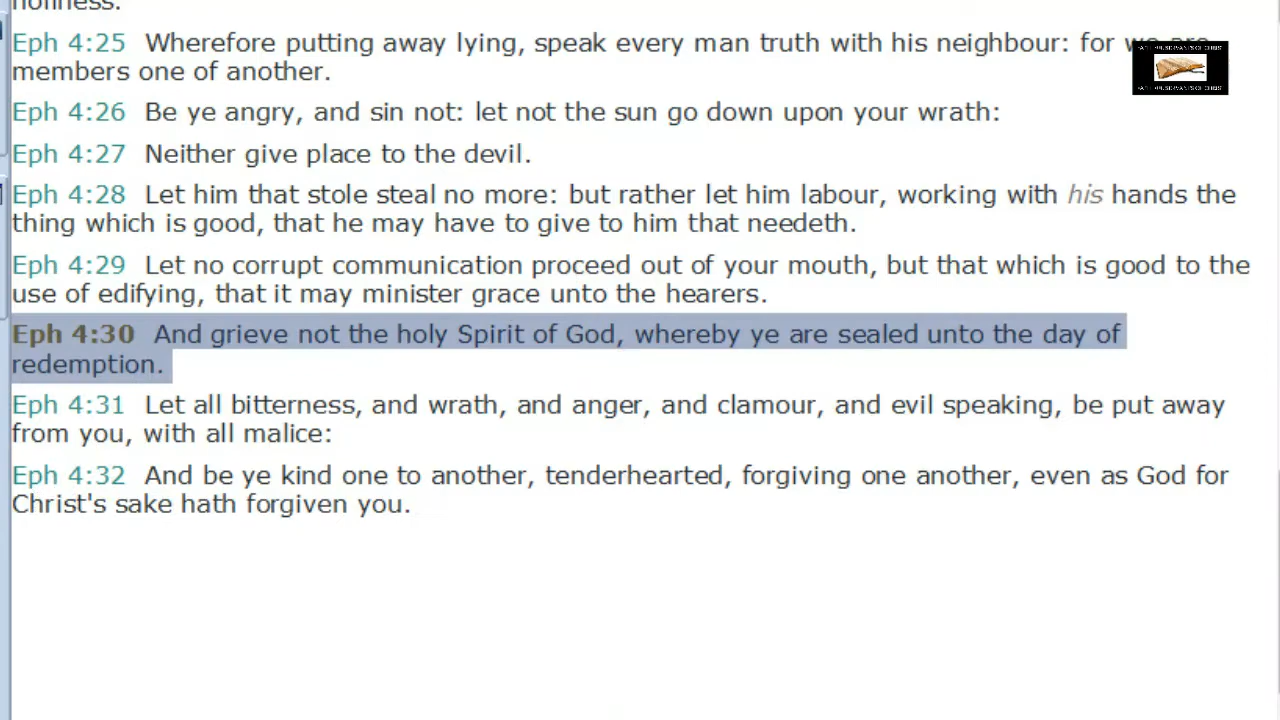 holiness.
Eph 4:25 Wherefore putting away lying, speak every man truth with his neighbour: for we are
members one of another.
Eph 4:26 Be ye angry, and sin not: let not the sun go down upon your wrath:
Eph 4:27 Neither give place to the devil.
Eph 4:28 Let him that stole steal no more: but rather let him labour, working with his hands the
thing which is good, that he may have to give to him that needeth.
Eph 4:29 Let no corrupt communication proceed out of your mouth, but that which is good to the
use of edifying, that it may minister grace unto the hearers.
Eph 4:30 And grieve not the holy Spirit of God, whereby ye are sealed unto the day of
redemption.
Eph 4:31 Let all bitterness, and wrath, and anger, and clamour, and evil speaking, be put away
from you, with all malice:
Eph 4:32 And be ye kind one to another, tenderhearted, forgiving one another, even as God for
Christ's sake hath forgiven you.